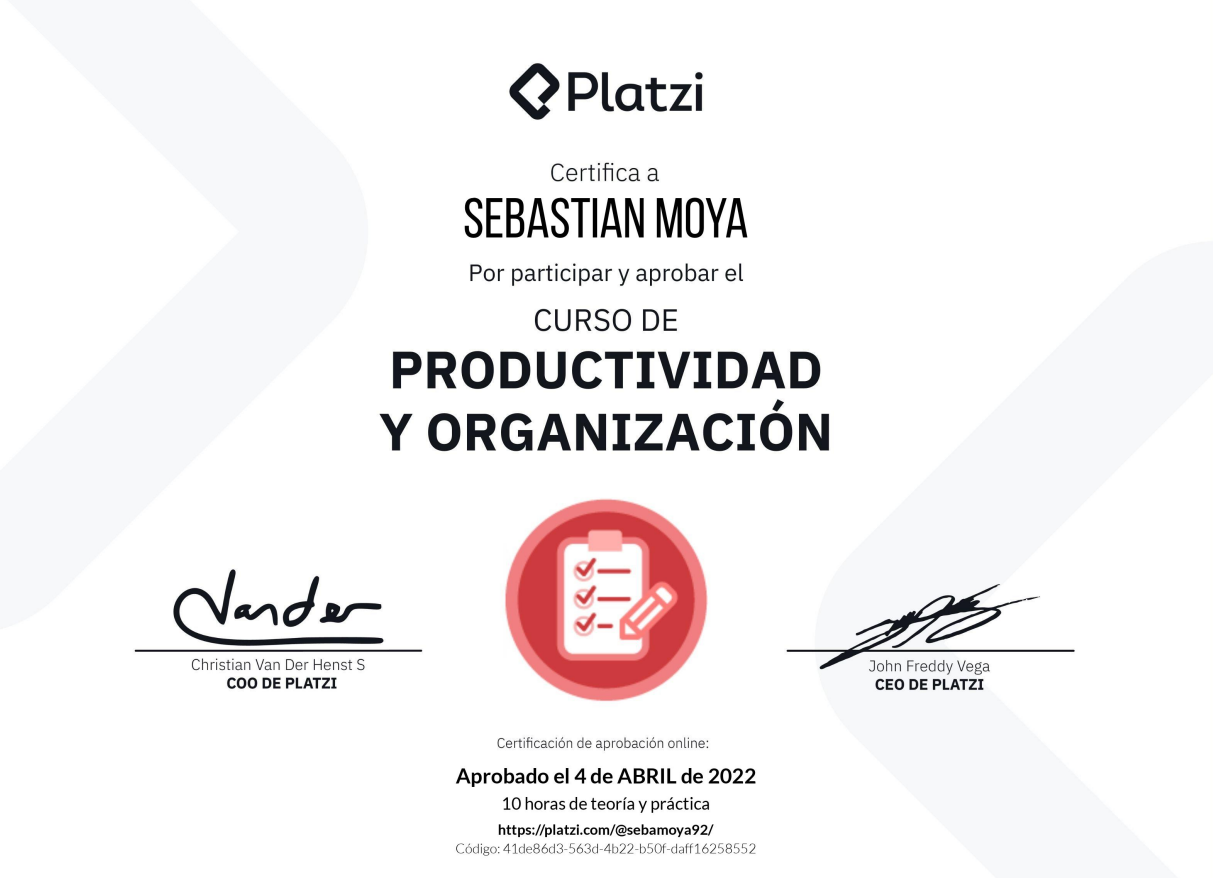 Platzi
Certifica a
SEBASTIAN MOYA
Por participar y aprobar el
CURSO DE
PRODUCTIVIDAD
Y ORGANIZACIÓN
Vander
Christian Van Der Henst S
COO DE PLATZI
John Freddy Vega
CEO DE PLATZI
Certificación de aprobación online:
Aprobado el 4 de ABRIL de 2022
10 horas de teoría y práctica
https://platzi.com/@sebamoya92/
Código: 41de86d3-563d-4b22-b50f-daff16258552